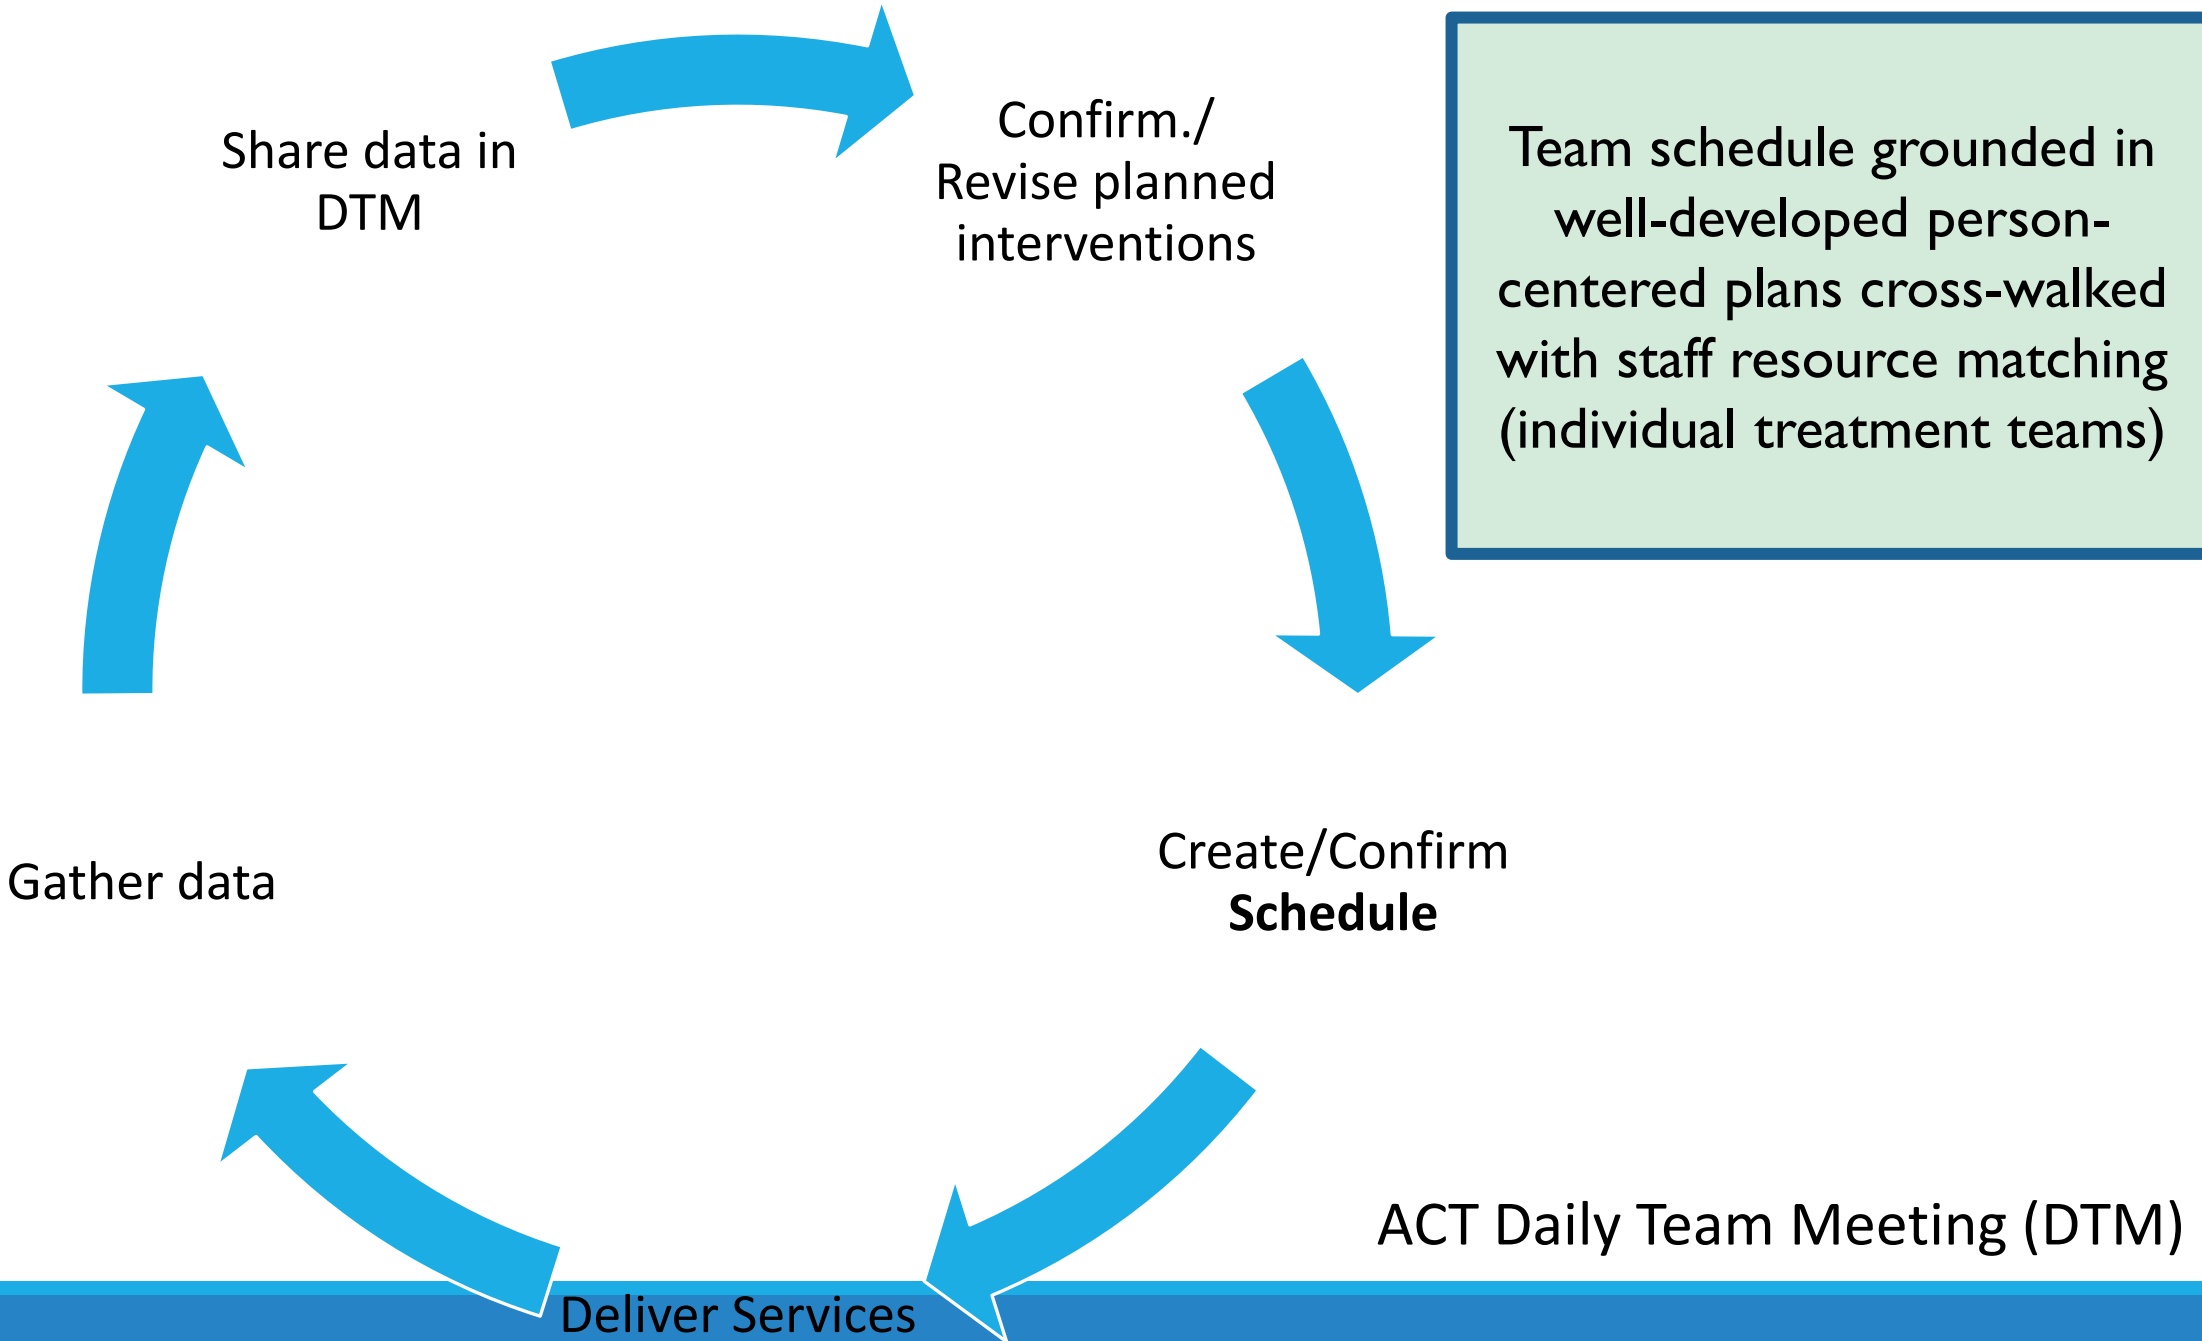 Share data in
DTM
Confirm./
Revise planned
interventions
Team schedule grounded in
well-developed person-
centered plans cross-walked
with staff resource matching
(individual treatment teams)
Create/Confirm
Schedule
Gather data
Deliver Services
ACT Daily Team Meeting (DTM)